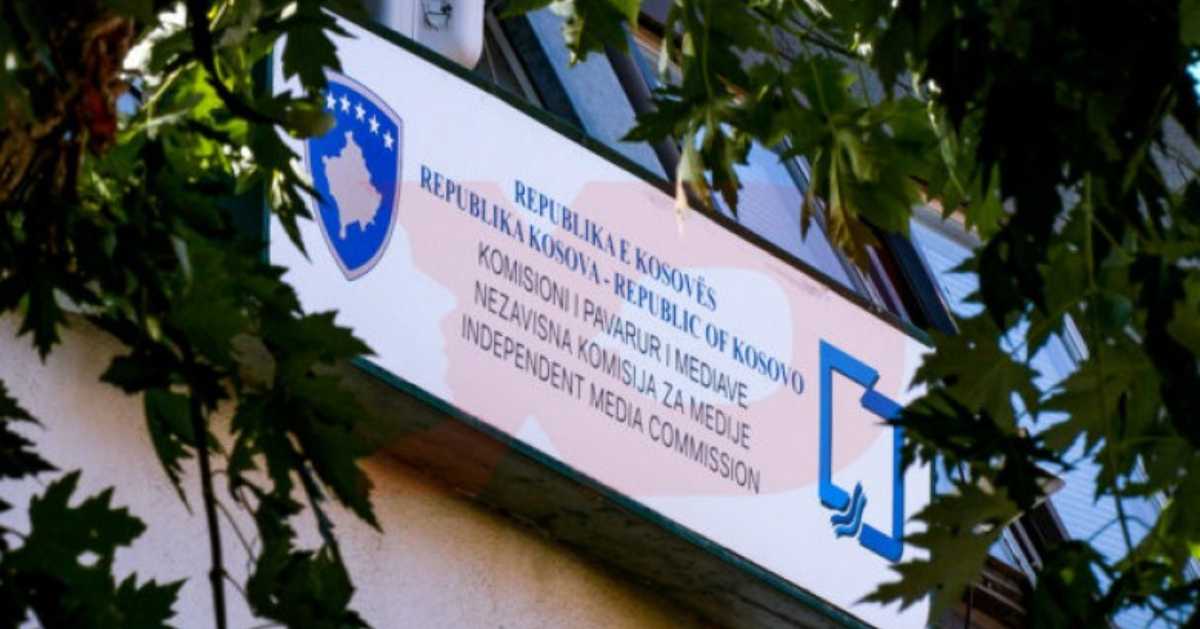 REPUBLIKA E KOSOVËS
REPUBLIKA KOSOVA - REPUBLIC OF KOSOVO
KOMISIONI I PAVARUR I MEDIAVE
NEZAVISNA KOMISIJA ZA MEDIJE
INDEPENDENT MEDIA COMMISSION